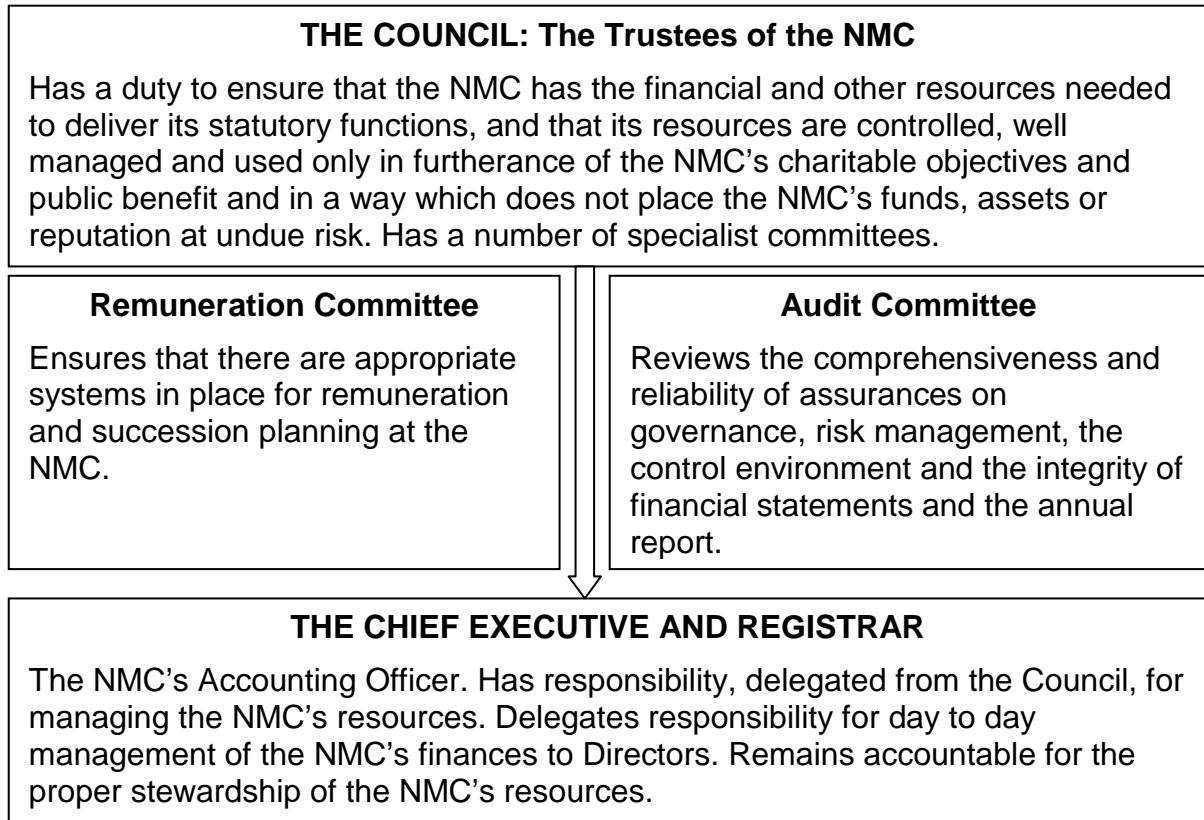 THE COUNCIL: The Trustees of the NMC
Has a duty to ensure that the NMC has the financial and other resources needed
to deliver its statutory functions, and that its resources are controlled, well
managed and used only in furtherance of the NMC’s charitable objectives and
public benefit and in a way which does not place the NMC’s funds, assets or
reputation at undue risk. Has a number of specialist committees.
Remuneration Committee
Ensures that there are appropriate
systems in place for remuneration
and succession planning at the
NMC.
Audit Committee
Reviews the comprehensiveness and
reliability of assurances on
governance, risk management, the
control environment and the integrity of
financial statements and the annual
report.
THE CHIEF EXECUTIVE AND REGISTRAR
The NMC’s Accounting Officer. Has responsibility, delegated from the Council, for
managing the NMC’s resources. Delegates responsibility for day to day
management of the NMC’s finances to Directors. Remains accountable for the
proper stewardship of the NMC’s resources.